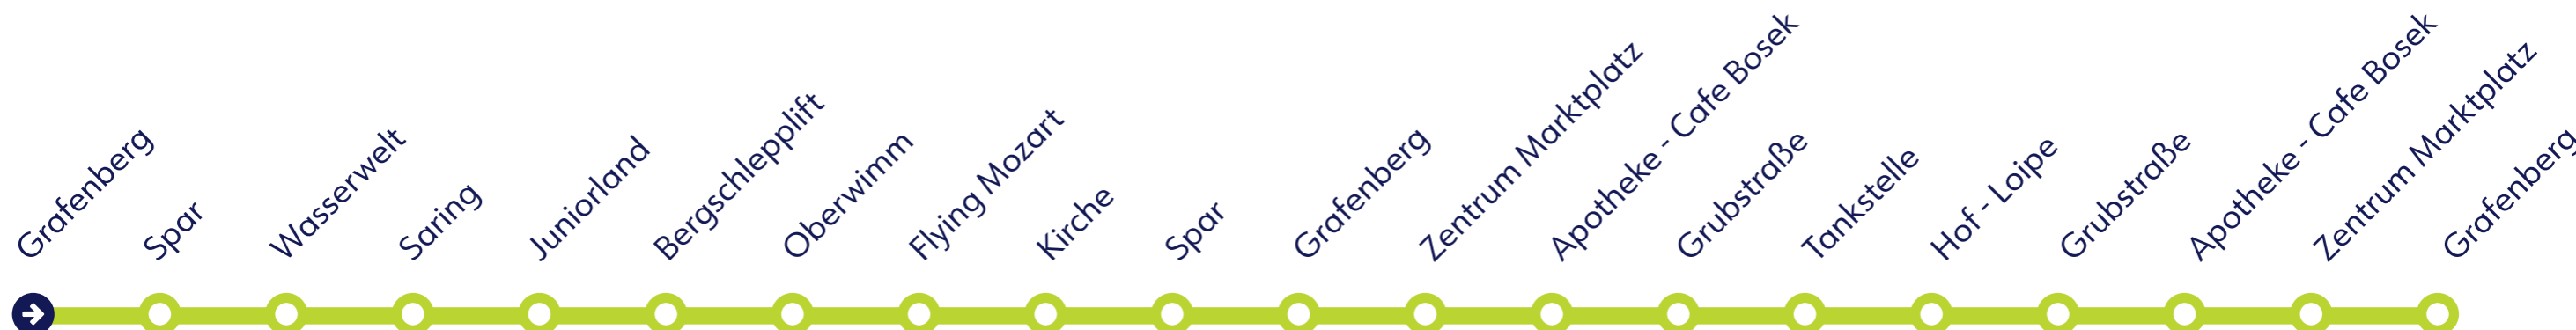 Grafenberg
Spar
Wasserwelt
Saring
Juniorland
Bergschlepplift
Oberwimm
Flying Mozart
Kirche
Spar
Grafenberg
Zentrum Marktplatz
Apotheke - Cafe Bosek
Grubstraße
Tankstelle
Hof - Loipe
Grubstraße
Apotheke - Cafe Bosek
Zentrum Marktplatz
Grafenberg